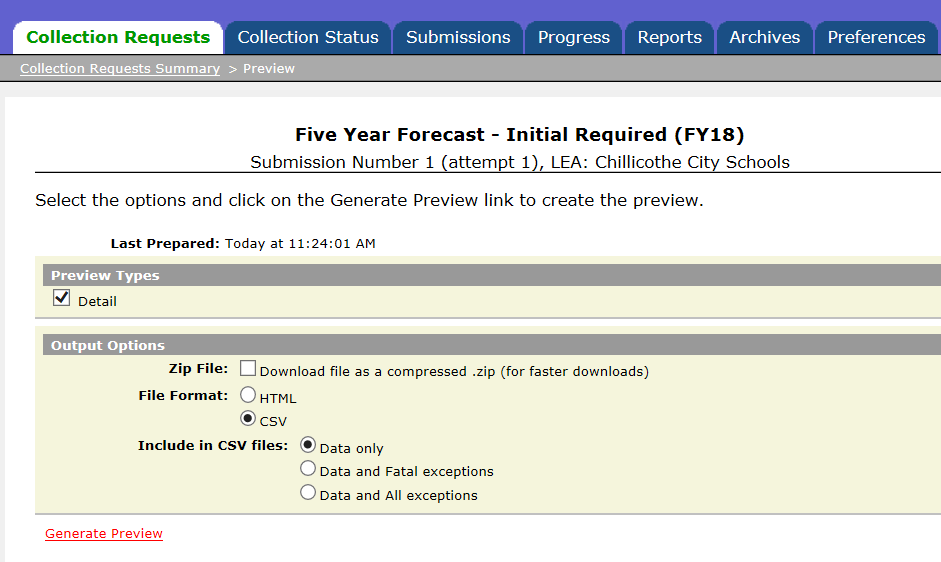 Collection Requests Collection Status Submissions Progress Reports Archives Preferences
Collection Requests Summary > Preview
Five Year Forecast - Initial Required (FY18)
Submission Number 1 (attempt 1), LEA: Chillicothe City Schools
Select the options and click on the Generate Preview link to create the preview.
Last Prepared: Today at 11:24:01 AM
Preview Types
Detail
Output Options
Zip File: Download file as a compressed .zip (for faster downloads)
File Format: HTML
CSV
Include in CSV files: Data only
Data and Fatal exceptions
Data and All exceptions
Generate Preview